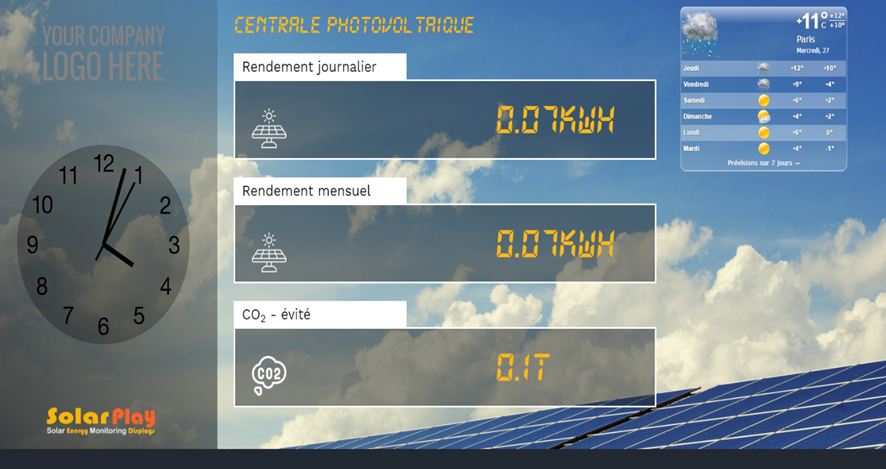 YOUR COMPANY
LOGO HERE
12
1
2
3
4
5
6
7
8
9
10
11
SolarPlay
Solar Energy Monitoring Displays
CENTRALE PHOTOVOLTAIQUE
Rendement journalier
0.07KWH
Rendement mensuel
0.07KWH
CO2 - évité
CO2
0.1T
+11° C +12° +10°
Paris
Mercredi, 27
Jeudi +12° +10°
Vendredi +9° +4°
Samedi +6° +2°
Dimanche +4° +2°
Lundi +6° 0°
Mardi +4° -1°
Prévisions sur 7 jours